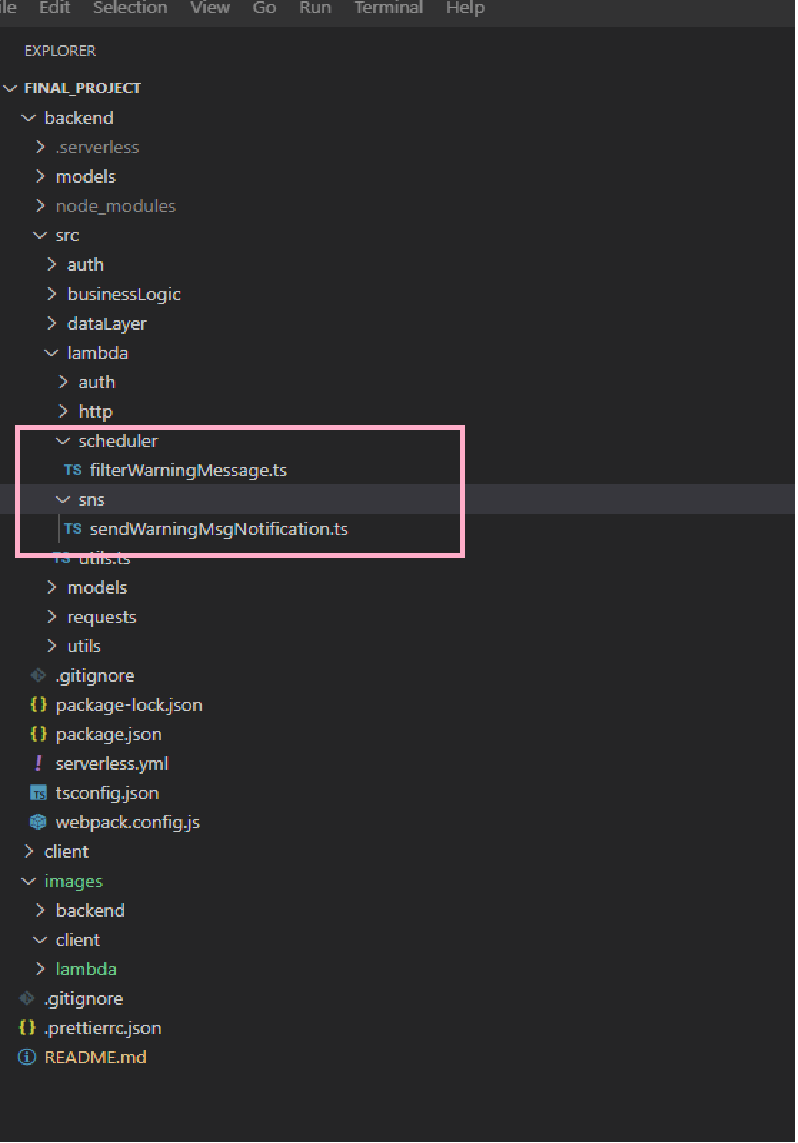 ile Edit Selection View Go Run Terminal Help
EXPLORER
FINAL_PROJECT
backend
.serverless
models
node_modules
src
auth
businessLogic
dataLayer
lambda
auth
http
scheduler
TS filterWarningMessage.ts
sns
TS sendWarningMsgNotification.ts
TS utils.ts
models
requests
utils
.gitignore
{} package-lock.json
{} package.json
! serverless.yml
TS tsconfig.json
webpack.config.js
client
images
backend
client
lambda
.gitignore
{} .prettierrc.json
README.md